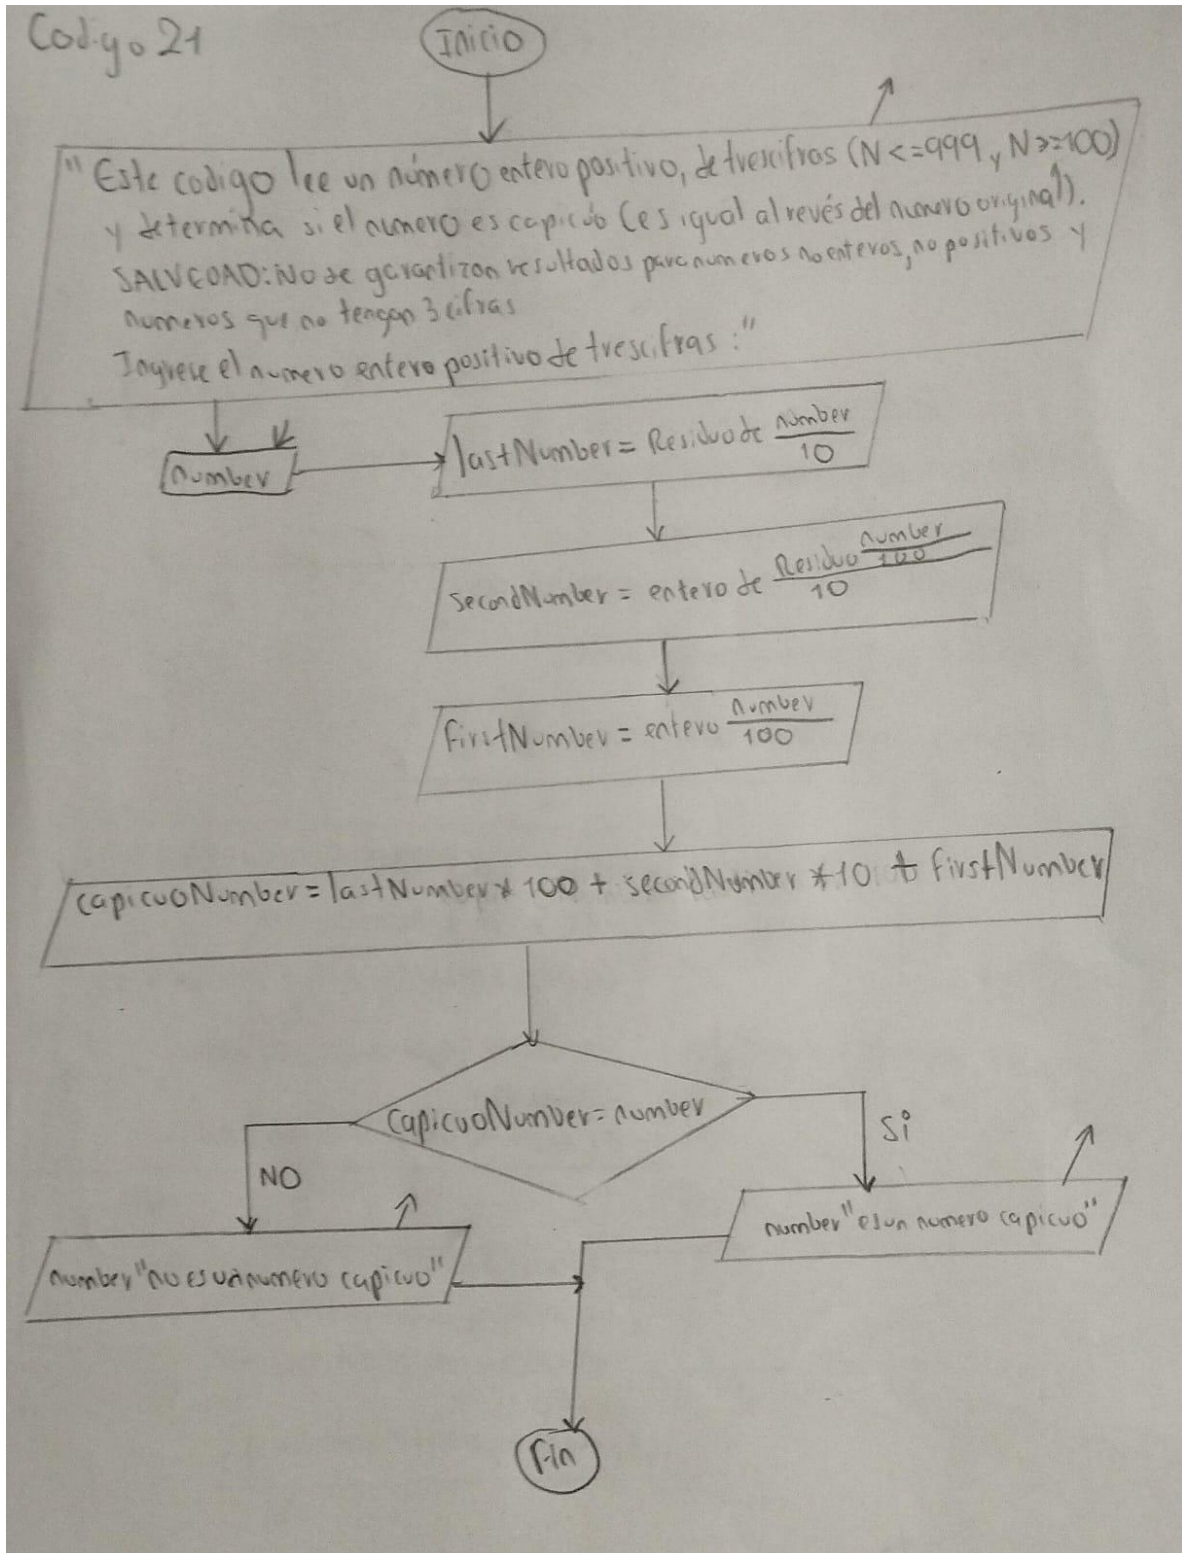 Codigo 21
Inicio
"Este codigo lee un número entero positivo, de tres cifras (N <= 999 y N >= 100)
y determina si el numero es capicúo (es igual al revés del numero original).
SALVEDAD: No se garantizan resultados para numeros no enteros, no positivos y
numeros que no tengan 3 cifras
Ingrese el numero entero positivo de tres cifras :"
number
lastNumber = Residuo de number/10
secondNumber = entero de Residuo number/100 / 10
firstNumber = entero number/100
capicuoNumber = lastNumber * 100 + secondNumber * 10 + firstNumber
capicuoNumber = number
Si
NO
number "es un numero capicuo"
number "no es un numero capicuo"
Fin